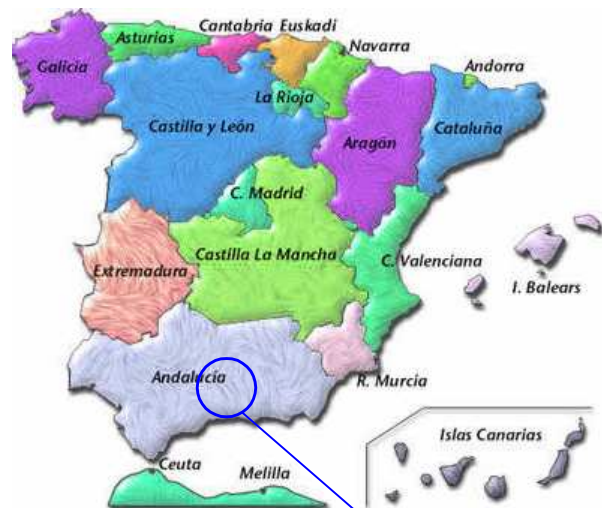 Cantabria Euskadi
Asturias
Navarra
Galicia
Andorra
La Rioja
Castilla y León
Cataluña
Aragón
C. Madrid
Castilla La Mancha
C. Valenciana
Extremadura
I. Balears
Andalucía
R. Murcia
Islas Canarias
Ceuta
Melilla